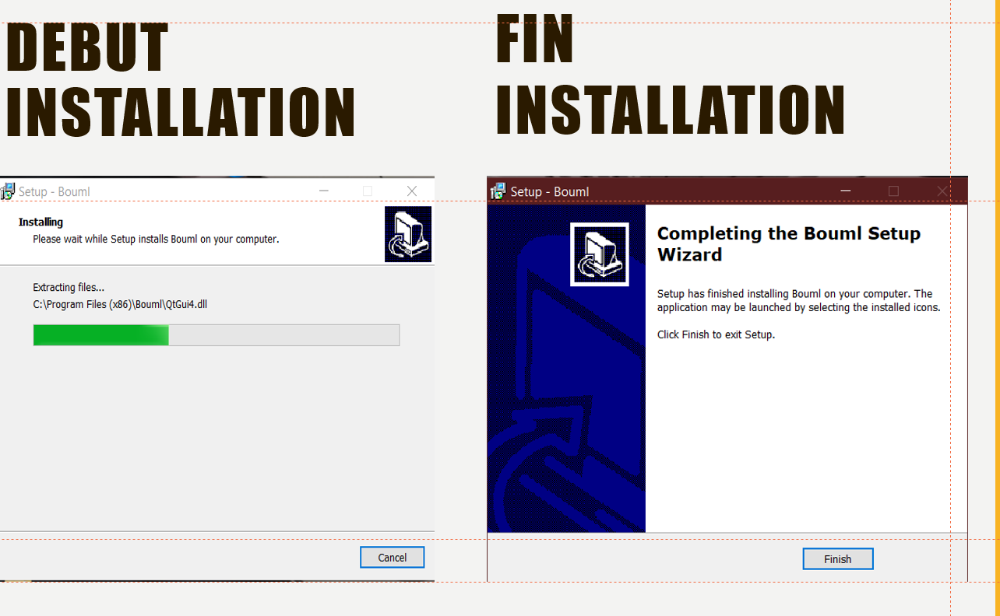 DEBUT
INSTALLATION
Setup - Bouml
Installing
Please wait while Setup installs Bouml on your computer.
Extracting files...
C:\Program Files (x86)\Bouml\QtGui4.dll
Cancel
FIN
INSTALLATION
Setup - Bouml
Completing the Bouml Setup
Wizard
Setup has finished installing Bouml on your computer. The
application may be launched by selecting the installed icons.
Click Finish to exit Setup.
Finish